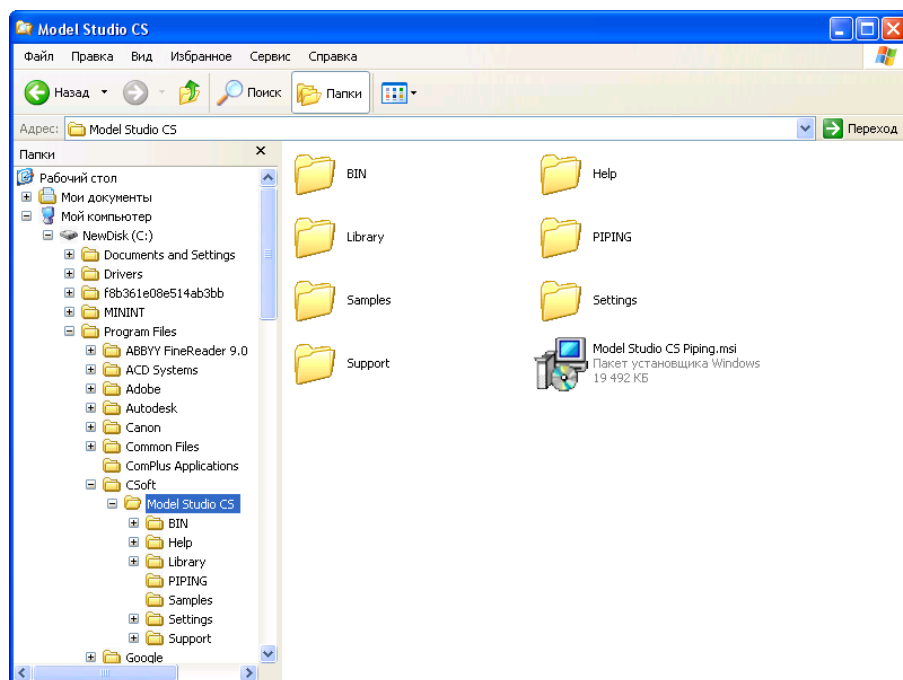 Model Studio CS
Файл Правка Вид Избранное Сервис Справка
Назад Поиск Папки
Адрес: Model Studio CS Переход
Папки
Рабочий стол
Мои документы
Мой компьютер
NewDisk (C:)
Documents and Settings
Drivers
f8b361e08e514ab3bb
MININT
Program Files
ABBYY FineReader 9.0
ACD Systems
Adobe
Autodesk
Canon
Common Files
ComPlus Applications
CSoft
Model Studio CS
BIN
Help
Library
PIPING
Samples
Settings
Support
Google
BIN
Help
Library
PIPING
Samples
Settings
Support
Model Studio CS Piping.msi
Пакет установщика Windows
19 492 КБ